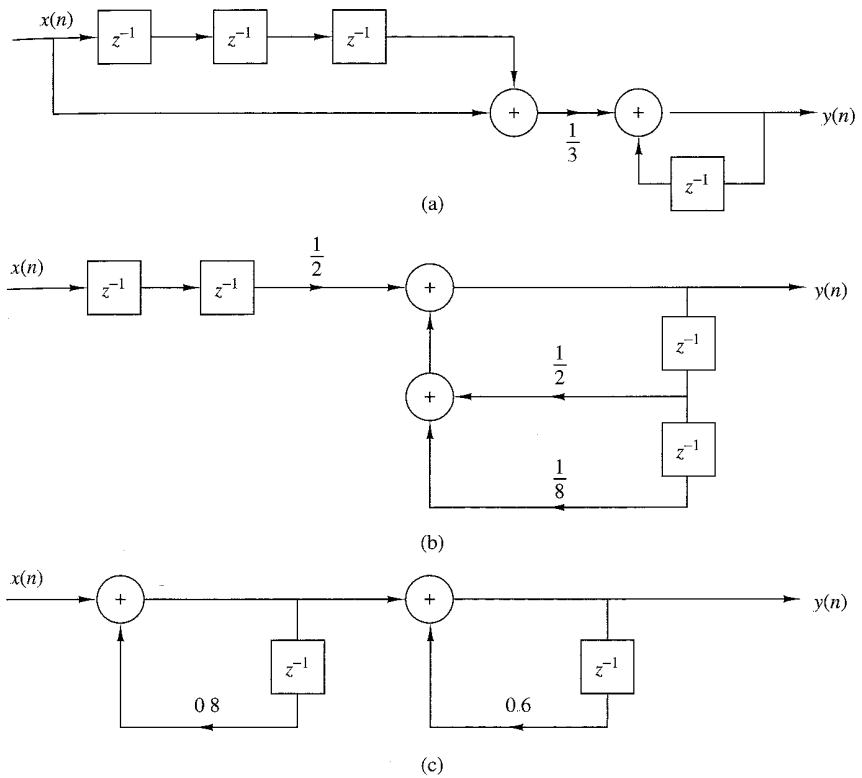 x(n)
z⁻¹ z⁻¹ z⁻¹
+ + y(n)
1/3
z⁻¹
(a)
x(n) z⁻¹ z⁻¹ 1/2 + y(n)
z⁻¹
+ 1/2
z⁻¹
1/8
(b)
x(n) + + y(n)
z⁻¹ z⁻¹
0 8 0.6
(c)